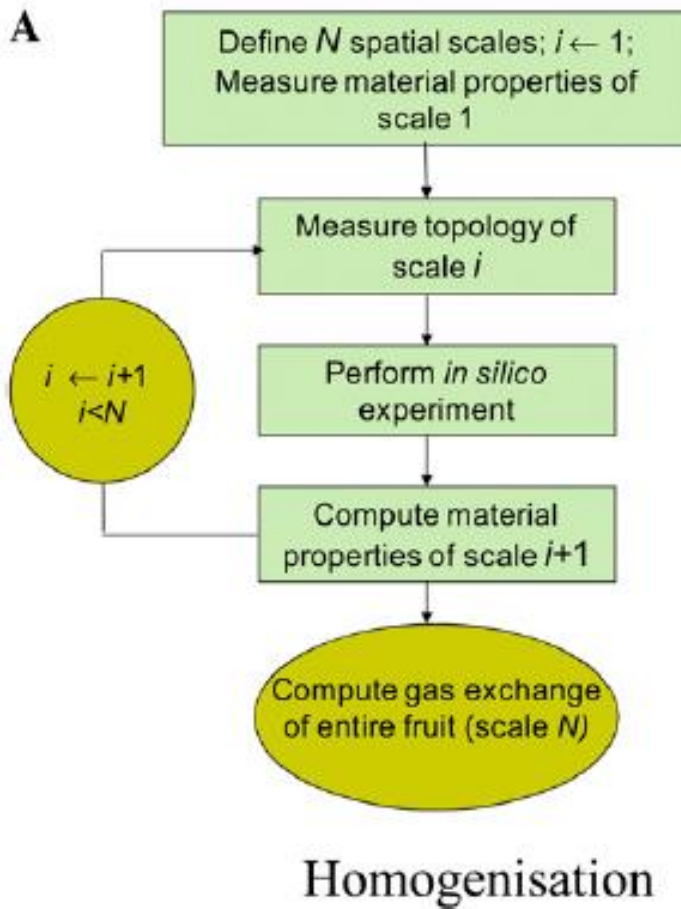 A
Define N spatial scales; i ← 1;
Measure material properties of
scale 1
Measure topology of
scale i
i ← i+1
i<N
Perform in silico
experiment
Compute material
properties of scale i+1
Compute gas exchange
of entire fruit (scale N)
Homogenisation